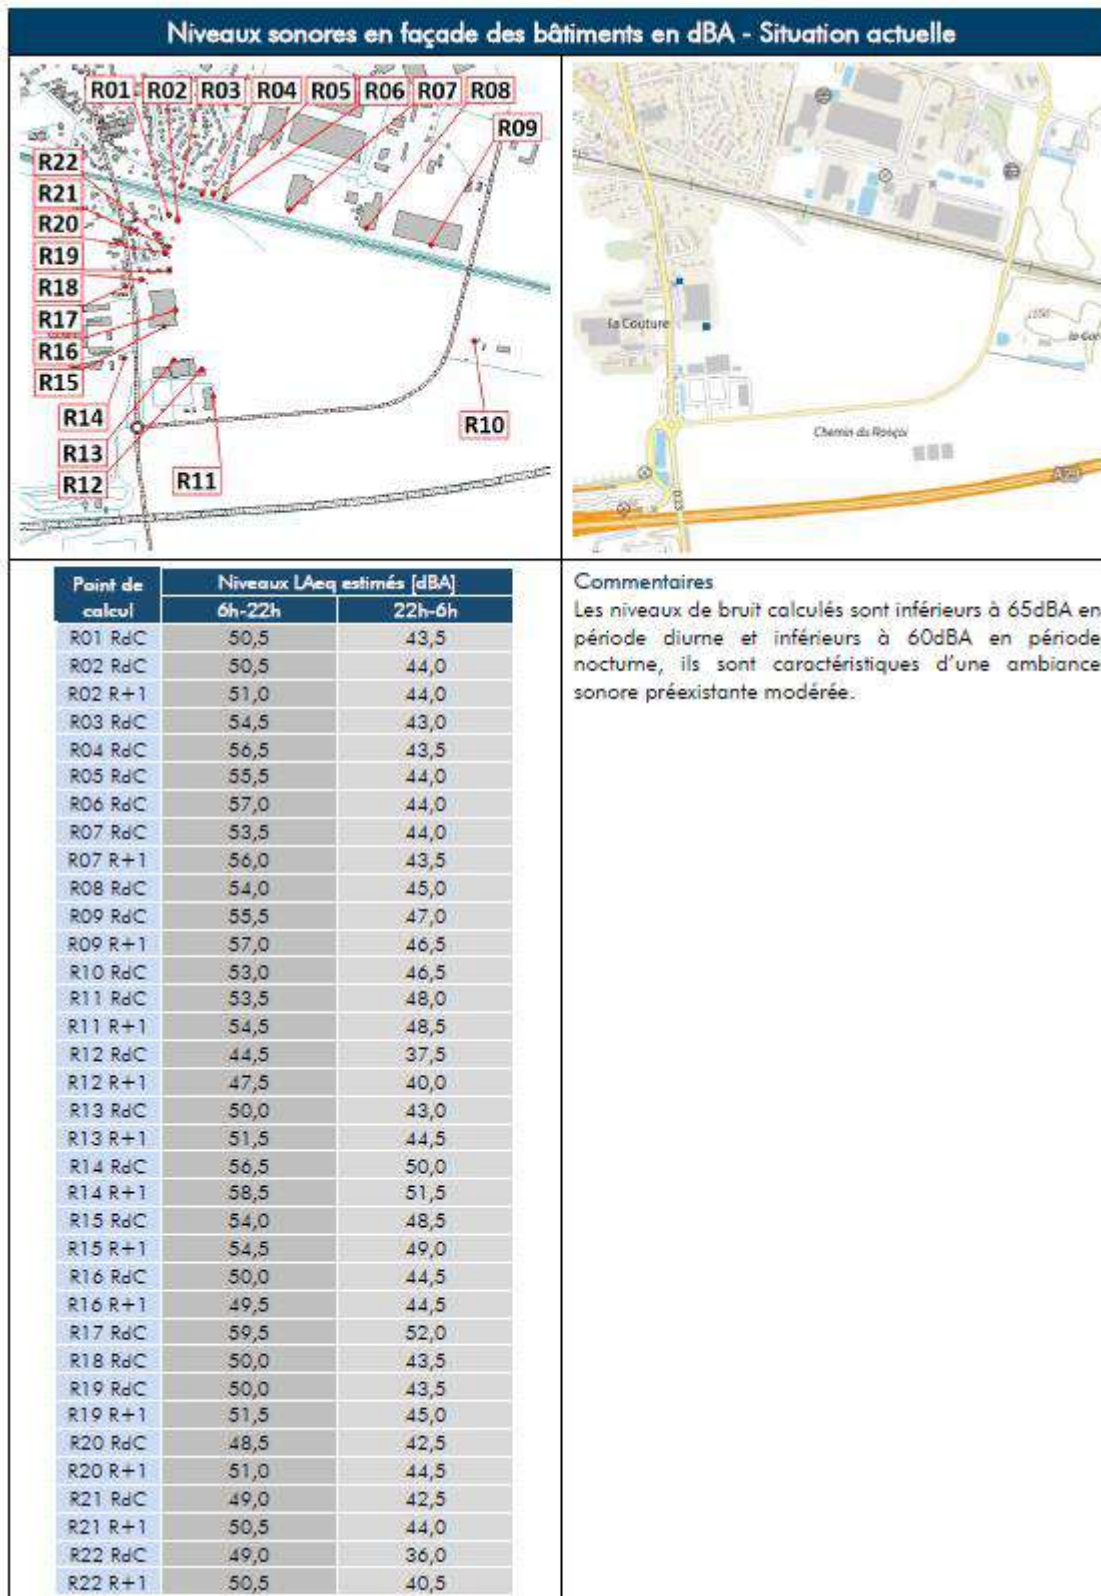 Niveaux sonores en façade des bâtiments en dBA - Situation actuelle
R01 R02 R03 R04 R05 R06 R07 R08
R09
R22
R21
R20
R19
R18
R17
R16
R15
R14
R13
R12
R11
R10
la Couture
Chemin du Ronçoi
la Gar
D23
A29
Point de calcul
Niveaux LAeq estimés [dBA]
6h-22h 22h-6h
R01 RdC 50,5 43,5
R02 RdC 50,5 44,0
R02 R+1 51,0 44,0
R03 RdC 54,5 43,0
R04 RdC 56,5 43,5
R05 RdC 55,5 44,0
R06 RdC 57,0 44,0
R07 RdC 53,5 44,0
R07 R+1 56,0 43,5
R08 RdC 54,0 45,0
R09 RdC 55,5 47,0
R09 R+1 57,0 46,5
R10 RdC 53,0 46,5
R11 RdC 53,5 48,0
R11 R+1 54,5 48,5
R12 RdC 44,5 37,5
R12 R+1 47,5 40,0
R13 RdC 50,0 43,0
R13 R+1 51,5 44,5
R14 RdC 56,5 50,0
R14 R+1 58,5 51,5
R15 RdC 54,0 48,5
R15 R+1 54,5 49,0
R16 RdC 50,0 44,5
R16 R+1 49,5 44,5
R17 RdC 59,5 52,0
R18 RdC 50,0 43,5
R19 RdC 50,0 43,5
R19 R+1 51,5 45,0
R20 RdC 48,5 42,5
R20 R+1 51,0 44,5
R21 RdC 49,0 42,5
R21 R+1 50,5 44,0
R22 RdC 49,0 36,0
R22 R+1 50,5 40,5
Commentaires
Les niveaux de bruit calculés sont inférieurs à 65dBA en
période diurne et inférieurs à 60dBA en période
nocturne, ils sont caractéristiques d'une ambiance
sonore préexistante modérée.